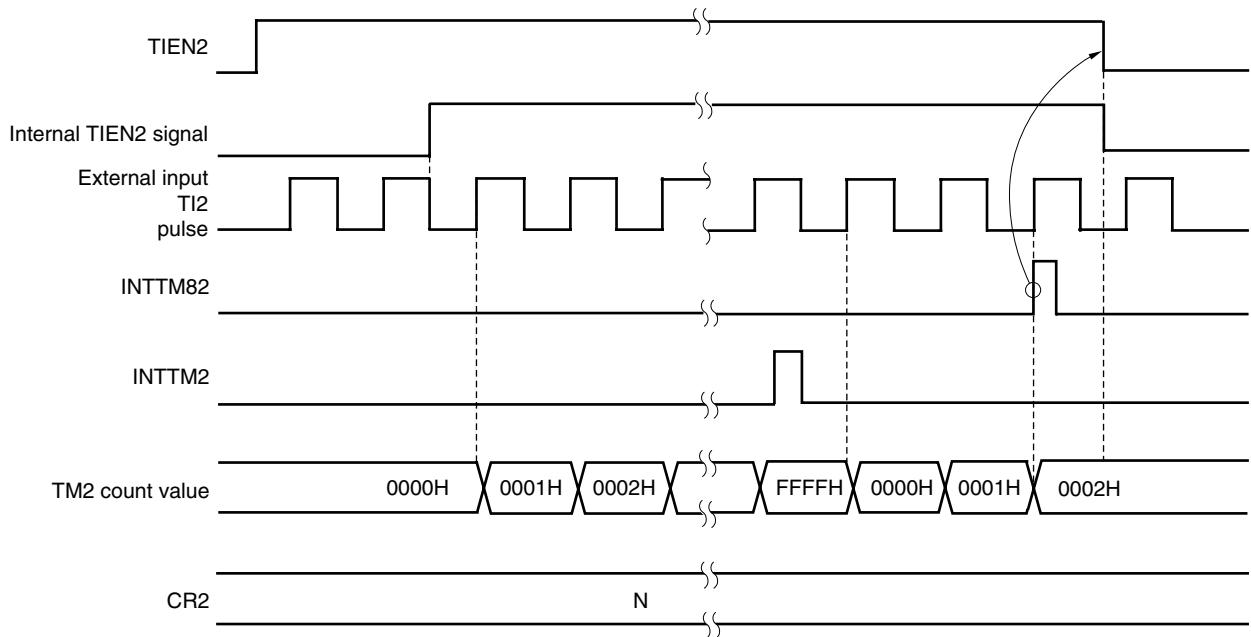 TIEN2
Internal TIEN2 signal
External input
TI2
pulse
INTTM82
INTTM2
TM2 count value
0000H
0001H
0002H
FFFFH
0000H
0001H
0002H
CR2
N